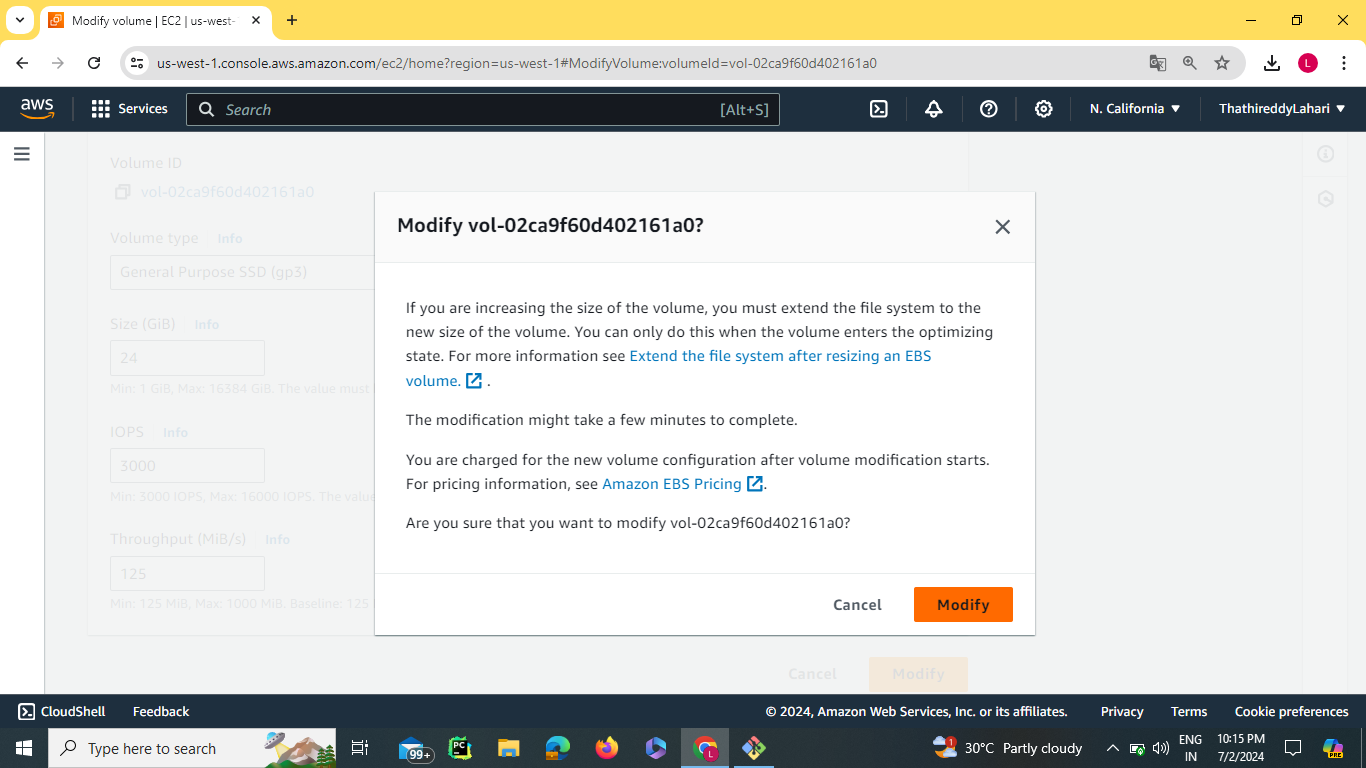 Modify volume | EC2 | us-west-
us-west-1.console.aws.amazon.com/ec2/home?region=us-west-1#ModifyVolume:volumeId=vol-02ca9f60d402161a0
L
aws
Services
Search
[Alt+S]
N. California
ThathireddyLahari
Volume ID
vol-02ca9f60d402161a0
Volume type Info
General Purpose SSD (gp3)
Size (GiB) Info
24
Min: 1 GiB, Max: 16384 GiB. The value must
IOPS Info
3000
Min: 3000 IOPS, Max: 16000 IOPS. The value
Throughput (MiB/s) Info
125
Min: 125 MiB, Max: 1000 MiB. Baseline: 125
Modify vol-02ca9f60d402161a0?
If you are increasing the size of the volume, you must extend the file system to the
new size of the volume. You can only do this when the volume enters the optimizing
state. For more information see Extend the file system after resizing an EBS
volume. .
The modification might take a few minutes to complete.
You are charged for the new volume configuration after volume modification starts.
For pricing information, see Amazon EBS Pricing .
Are you sure that you want to modify vol-02ca9f60d402161a0?
Cancel
Modify
Cancel
Modify
CloudShell
Feedback
© 2024, Amazon Web Services, Inc. or its affiliates.
Privacy
Terms
Cookie preferences
Type here to search
99+
PC
L
1
30°C Partly cloudy
ENG
IN
10:15 PM
7/2/2024
PRE